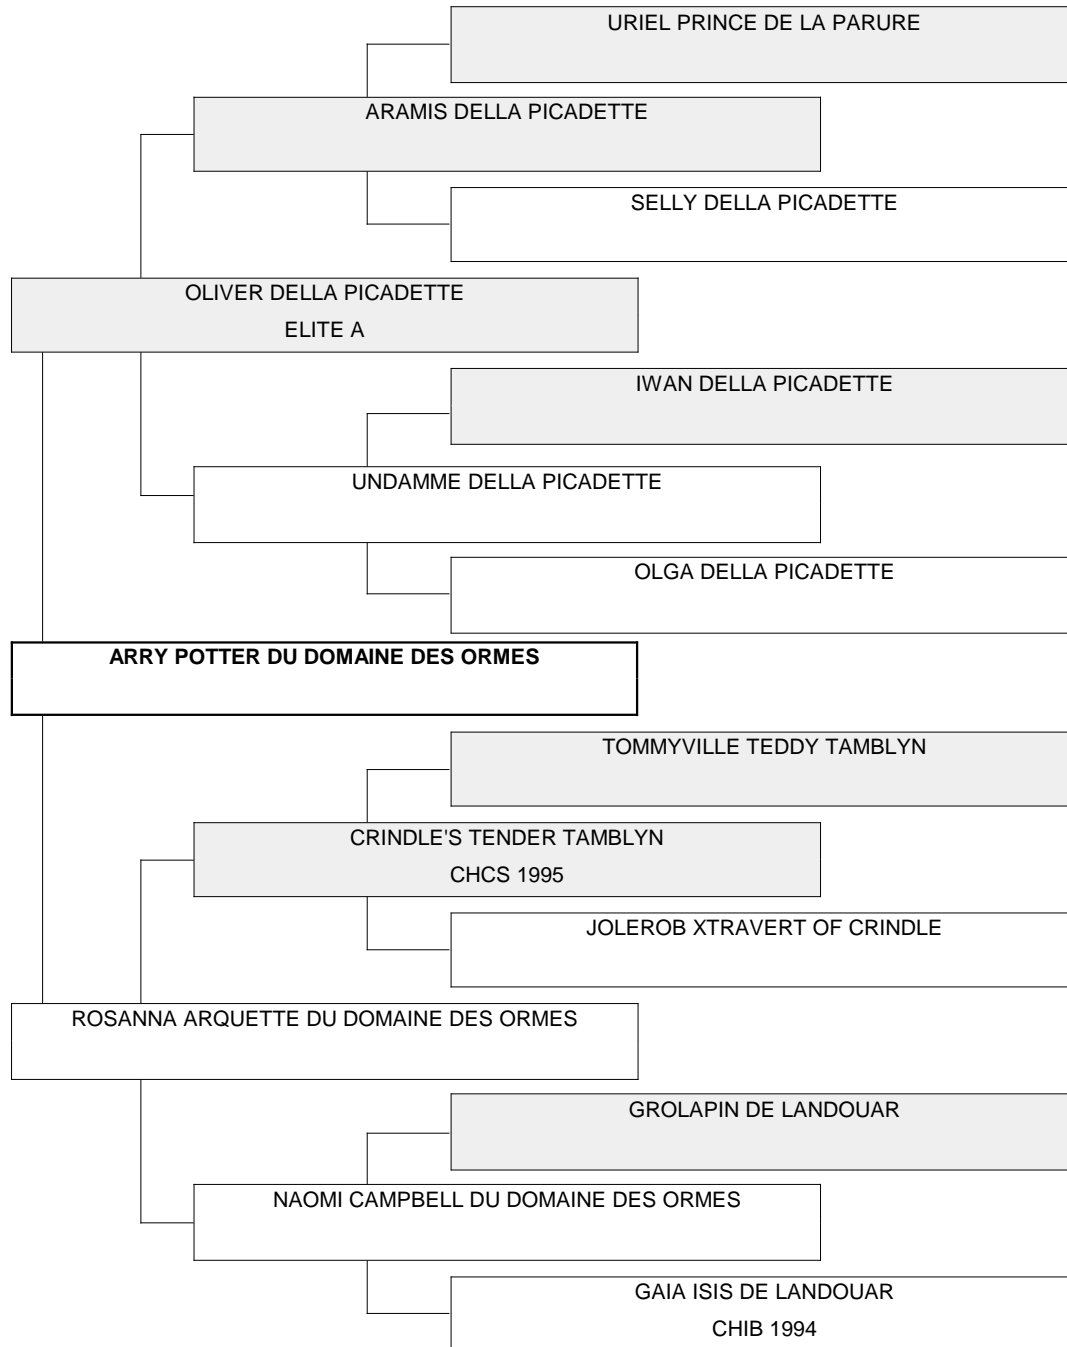 URIEL PRINCE DE LA PARURE
ARAMIS DELLA PICADETTE
SELLY DELLA PICADETTE
OLIVER DELLA PICADETTE
ELITE A
IWAN DELLA PICADETTE
UNDAMME DELLA PICADETTE
OLGA DELLA PICADETTE
ARRY POTTER DU DOMAINE DES ORMES
TOMMYVILLE TEDDY TAMBLYN
CRINDLE'S TENDER TAMBLYN
CHCS 1995
JOLEROB XTRAVERT OF CRINDLE
ROSANNA ARQUETTE DU DOMAINE DES ORMES
GROLAPIN DE LANDOUAR
NAOMI CAMPBELL DU DOMAINE DES ORMES
GAIA ISIS DE LANDOUAR
CHIB 1994